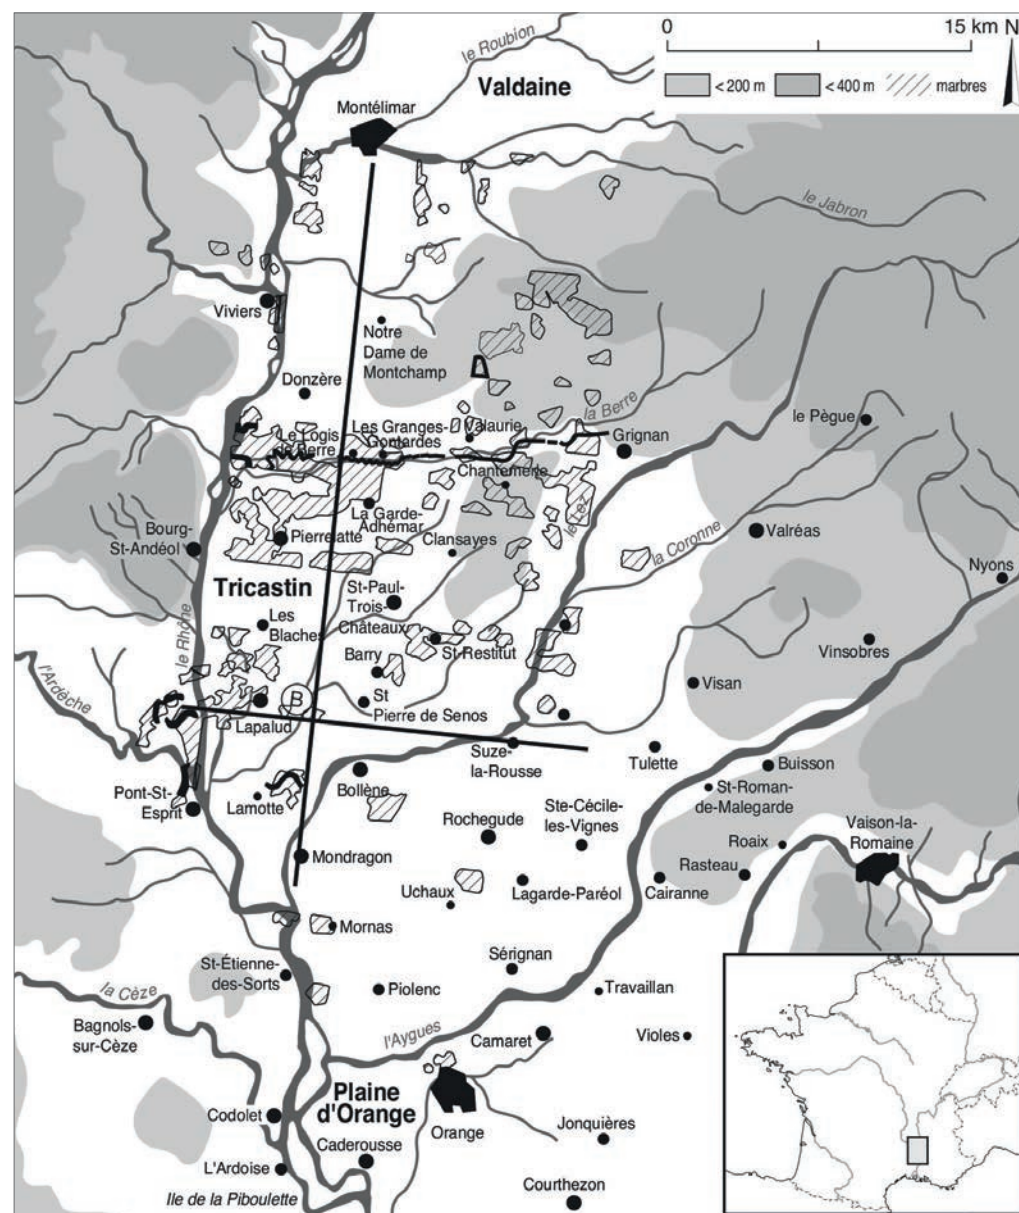 0 15 km N
< 200 m < 400 m marbres
le Roubion
Valdaine
Montélimar
le Jabron
Viviers
Notre
Dame de
Montchamp
Donzère
la Berre
le Pègue
Les Granges-
Gontardes
Valaurie
Le Logis
de Berre
Grignan
Chantemerle
La Garde-
Adhémar
le Lez
Bourg-
St-Andéol
Pierrelatte
Clansayes
la Coronne
Valréas
Nyons
Tricastin
St-Paul-
Trois-
Châteaux
Les
Blaches
le Rhône
St-Restitut
Vinsobres
Barry
l'Ardèche
Visan
B
St
Pierre de Senos
Lapalud
Suze-
la-Rousse
Tulette
Buisson
Pont-St-
Esprit
Lamotte
Bollène
St-Roman-
de-Malegarde
Ste-Cécile-
les-Vignes
Rochegude
Roaix
Vaison-la-
Romaine
Mondragon
Rasteau
Uchaux
Lagarde-Paréol
Cairanne
Mornas
St-Étienne-
des-Sorts
Sérignan
la Cèze
Piolenc
Travaillan
Bagnols-
sur-Cèze
l'Aygues
Camaret
Violes
Plaine
d'Orange
Codolet
Orange
Jonquières
Caderousse
L'Ardoise
Ile de la Piboulette
Courthezon